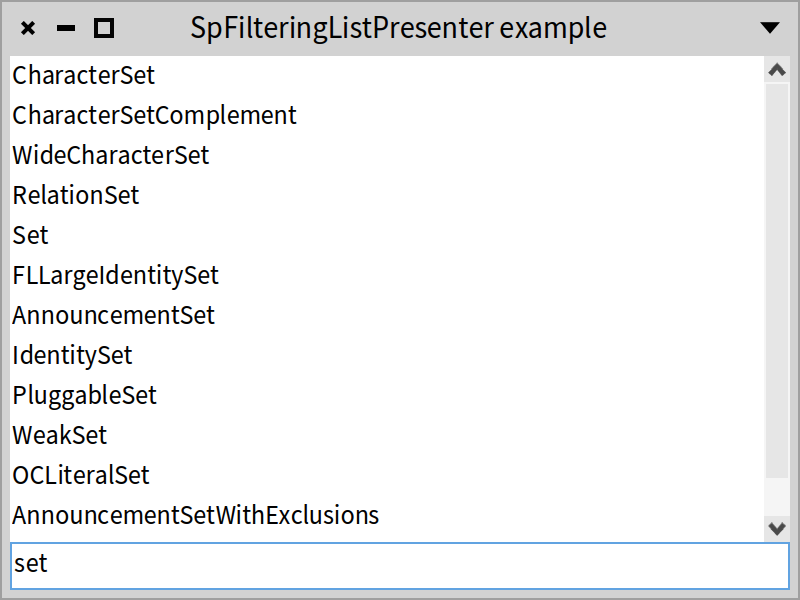 SpFilteringListPresenter example
CharacterSet
CharacterSetComplement
WideCharacterSet
RelationSet
Set
FLLargeIdentitySet
AnnouncementSet
IdentitySet
PluggableSet
WeakSet
OCLiteralSet
AnnouncementSetWithExclusions
set